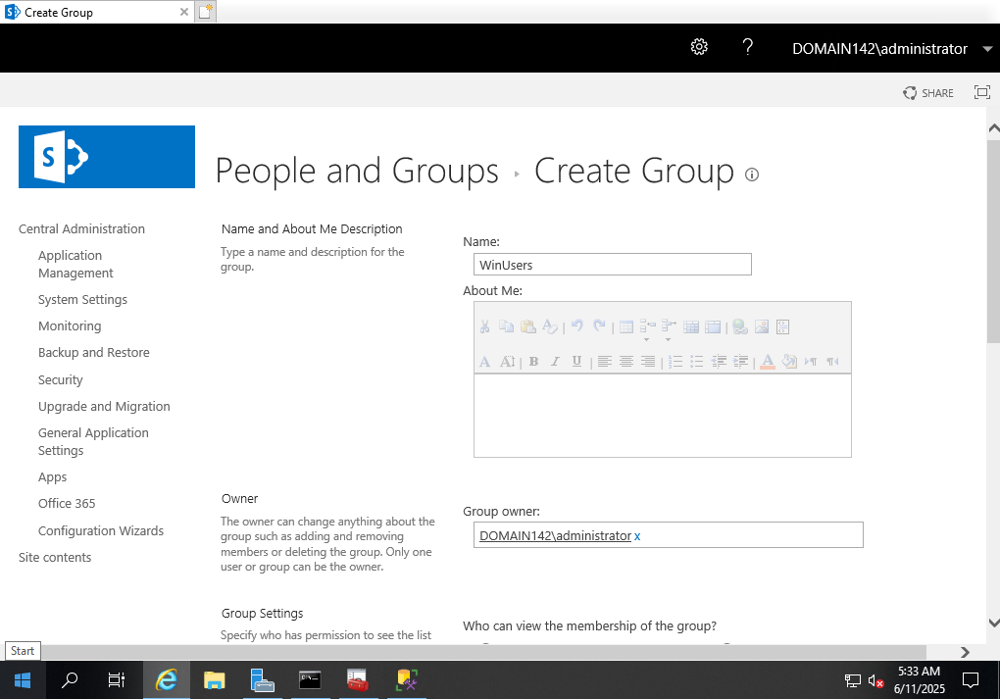 Create Group
DOMAIN142\administrator
SHARE
People and Groups
Create Group
Central Administration
Application
Management
System Settings
Monitoring
Backup and Restore
Security
Upgrade and Migration
General Application
Settings
Apps
Office 365
Configuration Wizards
Site contents
Name and About Me Description
Type a name and description for the
group.
Name:
WinUsers
About Me:
Owner
The owner can change anything about the
group such as adding and removing
members or deleting the group. Only one
user or group can be the owner.
Group owner:
DOMAIN142\administrator x
Group Settings
Specify who has permission to see the list
Who can view the membership of the group?
Start
5:33 AM
6/11/2025